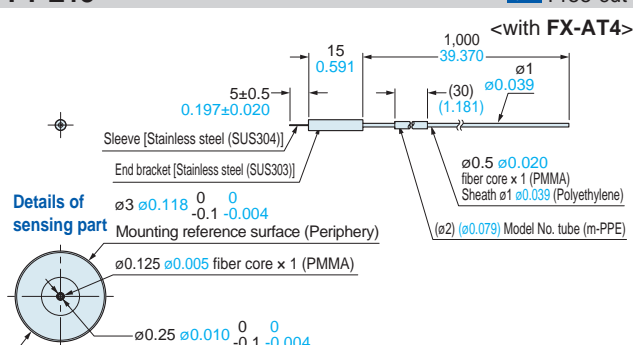 <with FX-AT4>
15
0.591
1,000
39.370
ø1
ø0.039
5±0.5
0.197±0.020
(30)
(1.181)
Sleeve [Stainless steel (SUS304)]
End bracket [Stainless steel (SUS303)]
ø0.5 ø0.020
fiber core × 1 (PMMA)
Sheath ø1 ø0.039 (Polyethylene)
(ø2) (ø0.079) Model No. tube (m-PPE)
Details of
sensing part
ø3 ø0.118 0 0
-0.1 -0.004
Mounting reference surface (Periphery)
ø0.125 ø0.005 fiber core × 1 (PMMA)
ø0.25 ø0.010 0 0
-0.1 -0.004